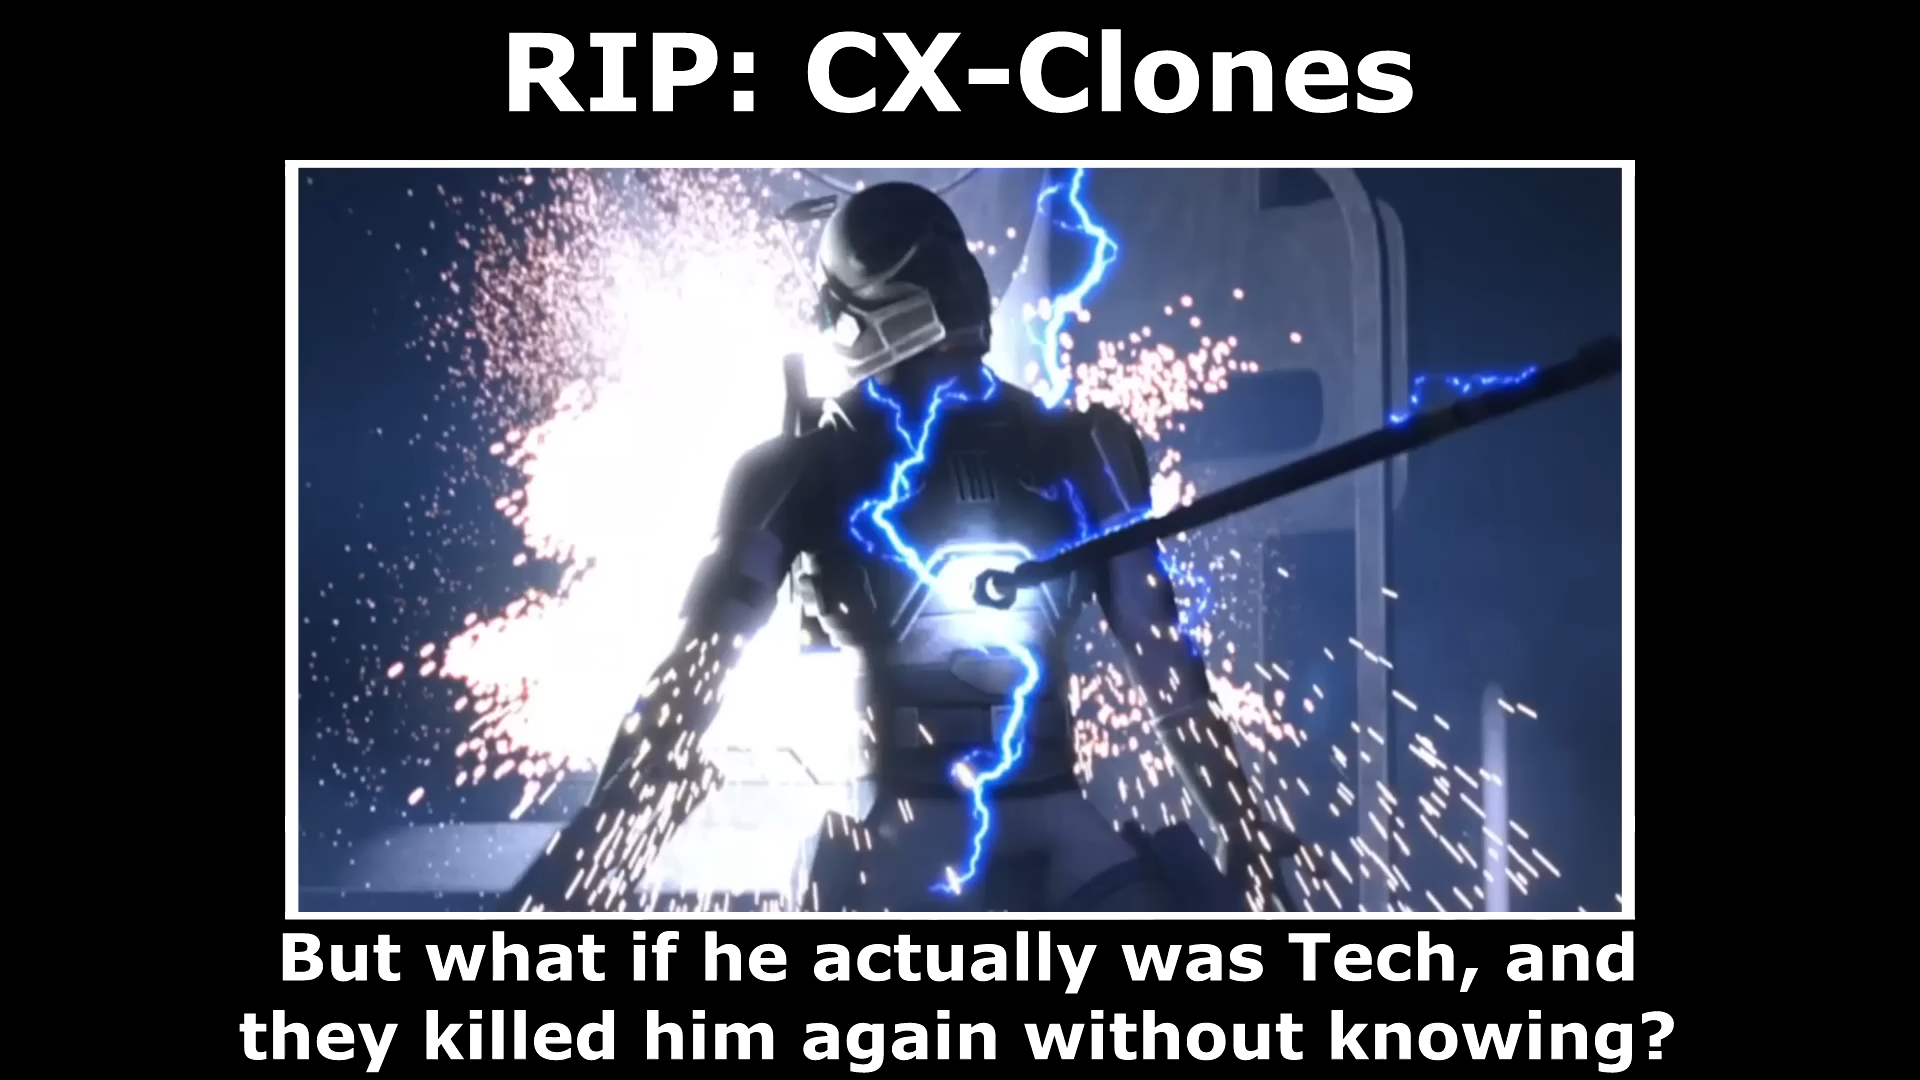 RIP: CX-Clones
But what if he actually was Tech, and
they killed him again without knowing?